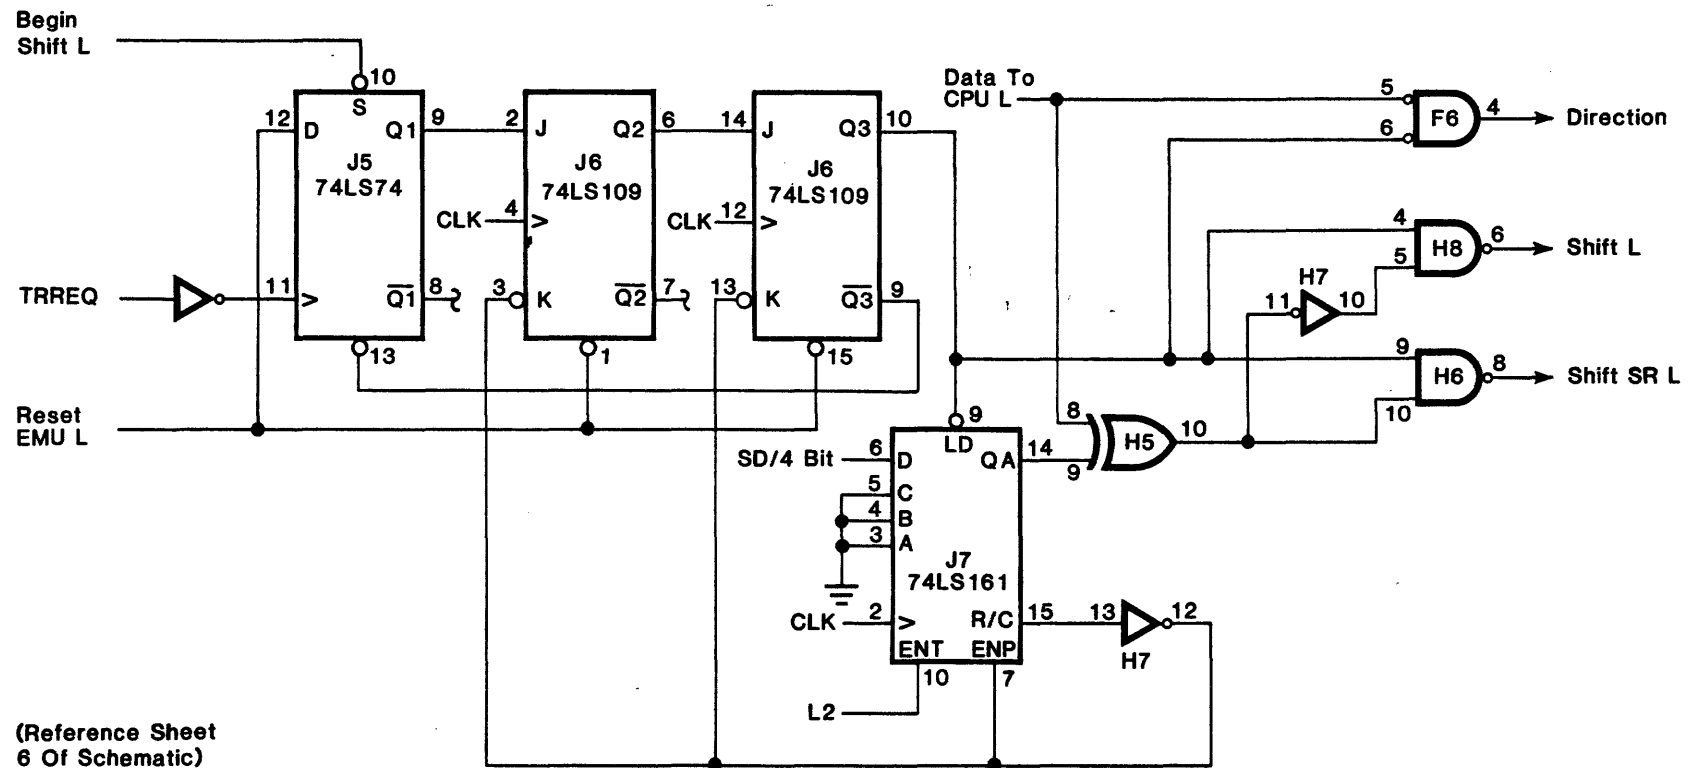 Begin
Shift L
10
S
12 D Q1 9
J5
74LS74
11 > Q1 8
13
TRREQ
Reset
EMU L
2 J Q2 6
J6
74LS109
CLK 4 >
3 K Q2 7
1
14 J Q3 10
J6
74LS109
CLK 12 >
13 K Q3 9
15
Data To
CPU L
5
6
F6
4
Direction
4
5
H8
6
Shift L
H7
11
10
9
10
H6
8
Shift SR L
8
9
H5
10
9
LD
SD/4 Bit 6 D QA 14
5 C
4 B
3 A
J7
74LS161
CLK 2 > R/C 15
ENT ENP
10
7
L2
13
12
H7
(Reference Sheet
6 Of Schematic)